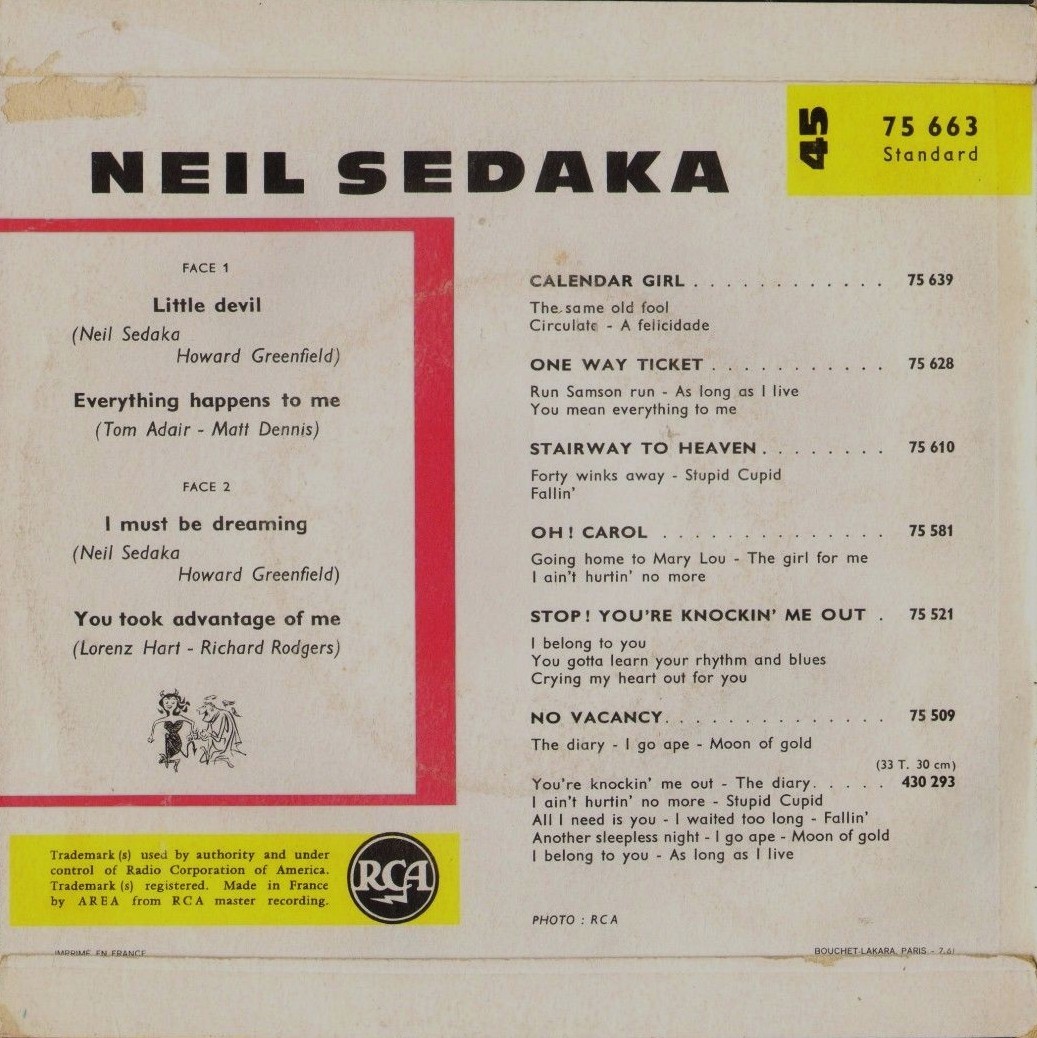 NEIL SEDAKA
45
75 663
Standard
FACE 1
Little devil
(Neil Sedaka
Howard Greenfield)
Everything happens to me
(Tom Adair - Matt Dennis)
FACE 2
I must be dreaming
(Neil Sedaka
Howard Greenfield)
You took advantage of me
(Lorenz Hart - Richard Rodgers)
CALENDAR GIRL . . . . . . . . . . . . 75 639
The same old fool
Circulate - A felicidade
ONE WAY TICKET . . . . . . . . . . . 75 628
Run Samson run - As long as I live
You mean everything to me
STAIRWAY TO HEAVEN. . . . . . . . 75 610
Forty winks away - Stupid Cupid
Fallin'
OH ! CAROL . . . . . . . . . . . . 75 581
Going home to Mary Lou - The girl for me
I ain't hurtin' no more
STOP ! YOU'RE KNOCKIN' ME OUT . 75 521
I belong to you
You gotta learn your rhythm and blues
Crying my heart out for you
NO VACANCY. . . . . . . . . . . . . . 75 509
The diary - I go ape - Moon of gold
(33 T. 30 cm)
You're knockin' me out - The diary. . . . . 430 293
I ain't hurtin' no more - Stupid Cupid
All I need is you - I waited too long - Fallin'
Another sleepless night - I go ape - Moon of gold
I belong to you - As long as I live
Trademark (s) used by authority and under
control of Radio Corporation of America.
Trademark (s) registered. Made in France
by AREA from RCA master recording.
RCA
PHOTO : RCA
IMPRIMÉ EN FRANCE
BOUCHET-LAKARA, PARIS - 7.61